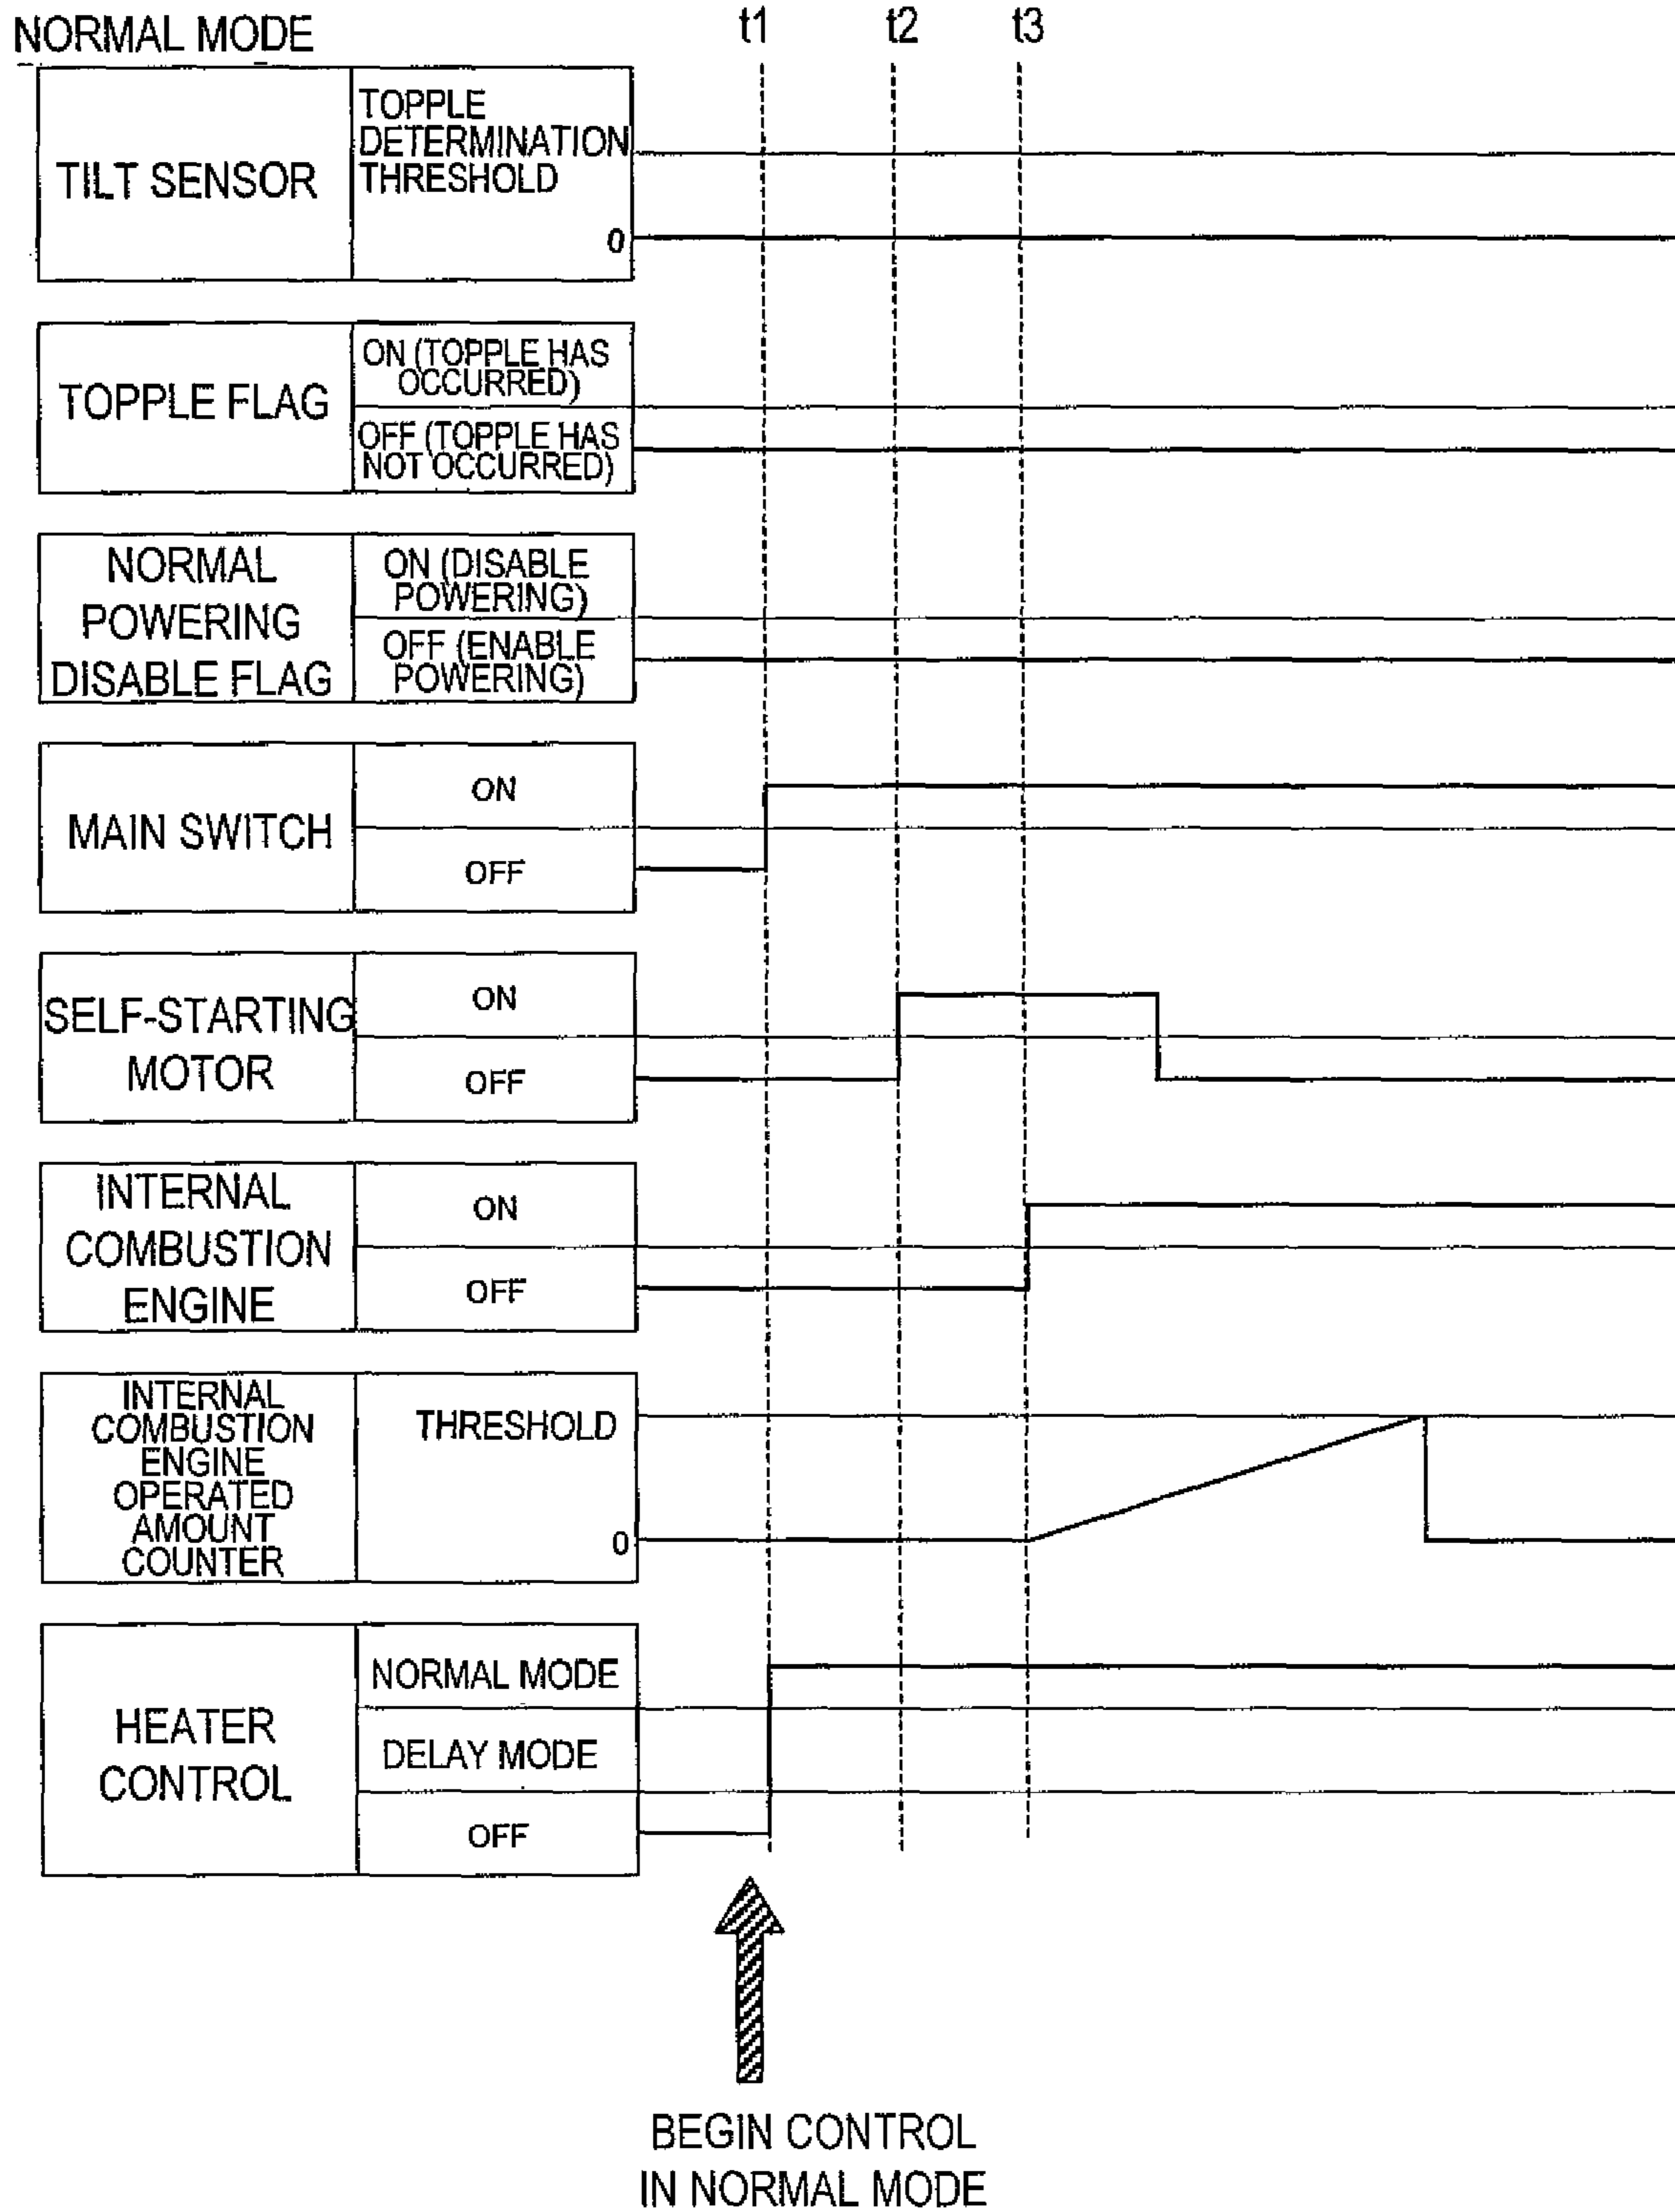 NORMAL MODE
t1
t2
t3
TILT SENSOR
TOPPLE
DETERMINATION
THRESHOLD
0
TOPPLE FLAG
ON (TOPPLE HAS
OCCURRED)
OFF (TOPPLE HAS
NOT OCCURRED)
NORMAL
POWERING
DISABLE FLAG
ON (DISABLE
POWERING)
OFF (ENABLE
POWERING)
MAIN SWITCH
ON
OFF
SELF-STARTING
MOTOR
ON
OFF
INTERNAL
COMBUSTION
ENGINE
ON
OFF
INTERNAL
COMBUSTION
ENGINE
OPERATED
AMOUNT
COUNTER
THRESHOLD
0
HEATER
CONTROL
NORMAL MODE
DELAY MODE
OFF
BEGIN CONTROL
IN NORMAL MODE